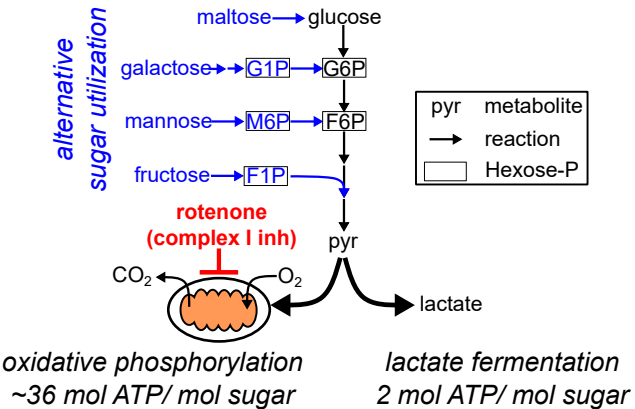 maltose
glucose
alternative
sugar utilization
galactose
G1P
G6P
mannose
M6P
F6P
fructose
F1P
rotenone
(complex I inh)
pyr
CO₂
O₂
lactate
oxidative phosphorylation
~36 mol ATP/ mol sugar
lactate fermentation
2 mol ATP/ mol sugar
pyr metabolite
reaction
Hexose-P